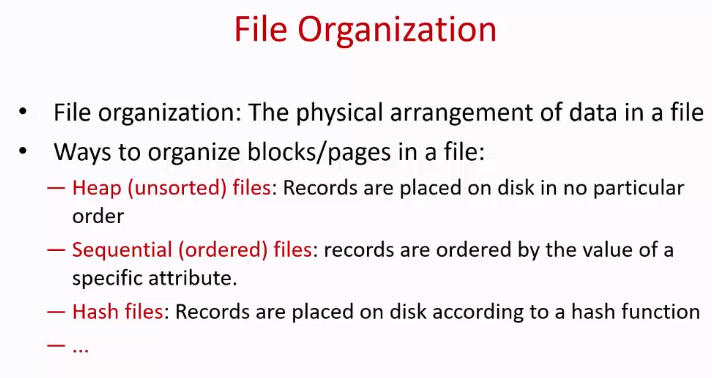 File Organization
• File organization: The physical arrangement of data in a file
• Ways to organize blocks/pages in a file:
— Heap (unsorted) files: Records are placed on disk in no particular
order
— Sequential (ordered) files: records are ordered by the value of a
specific attribute.
— Hash files: Records are placed on disk according to a hash function
— ...